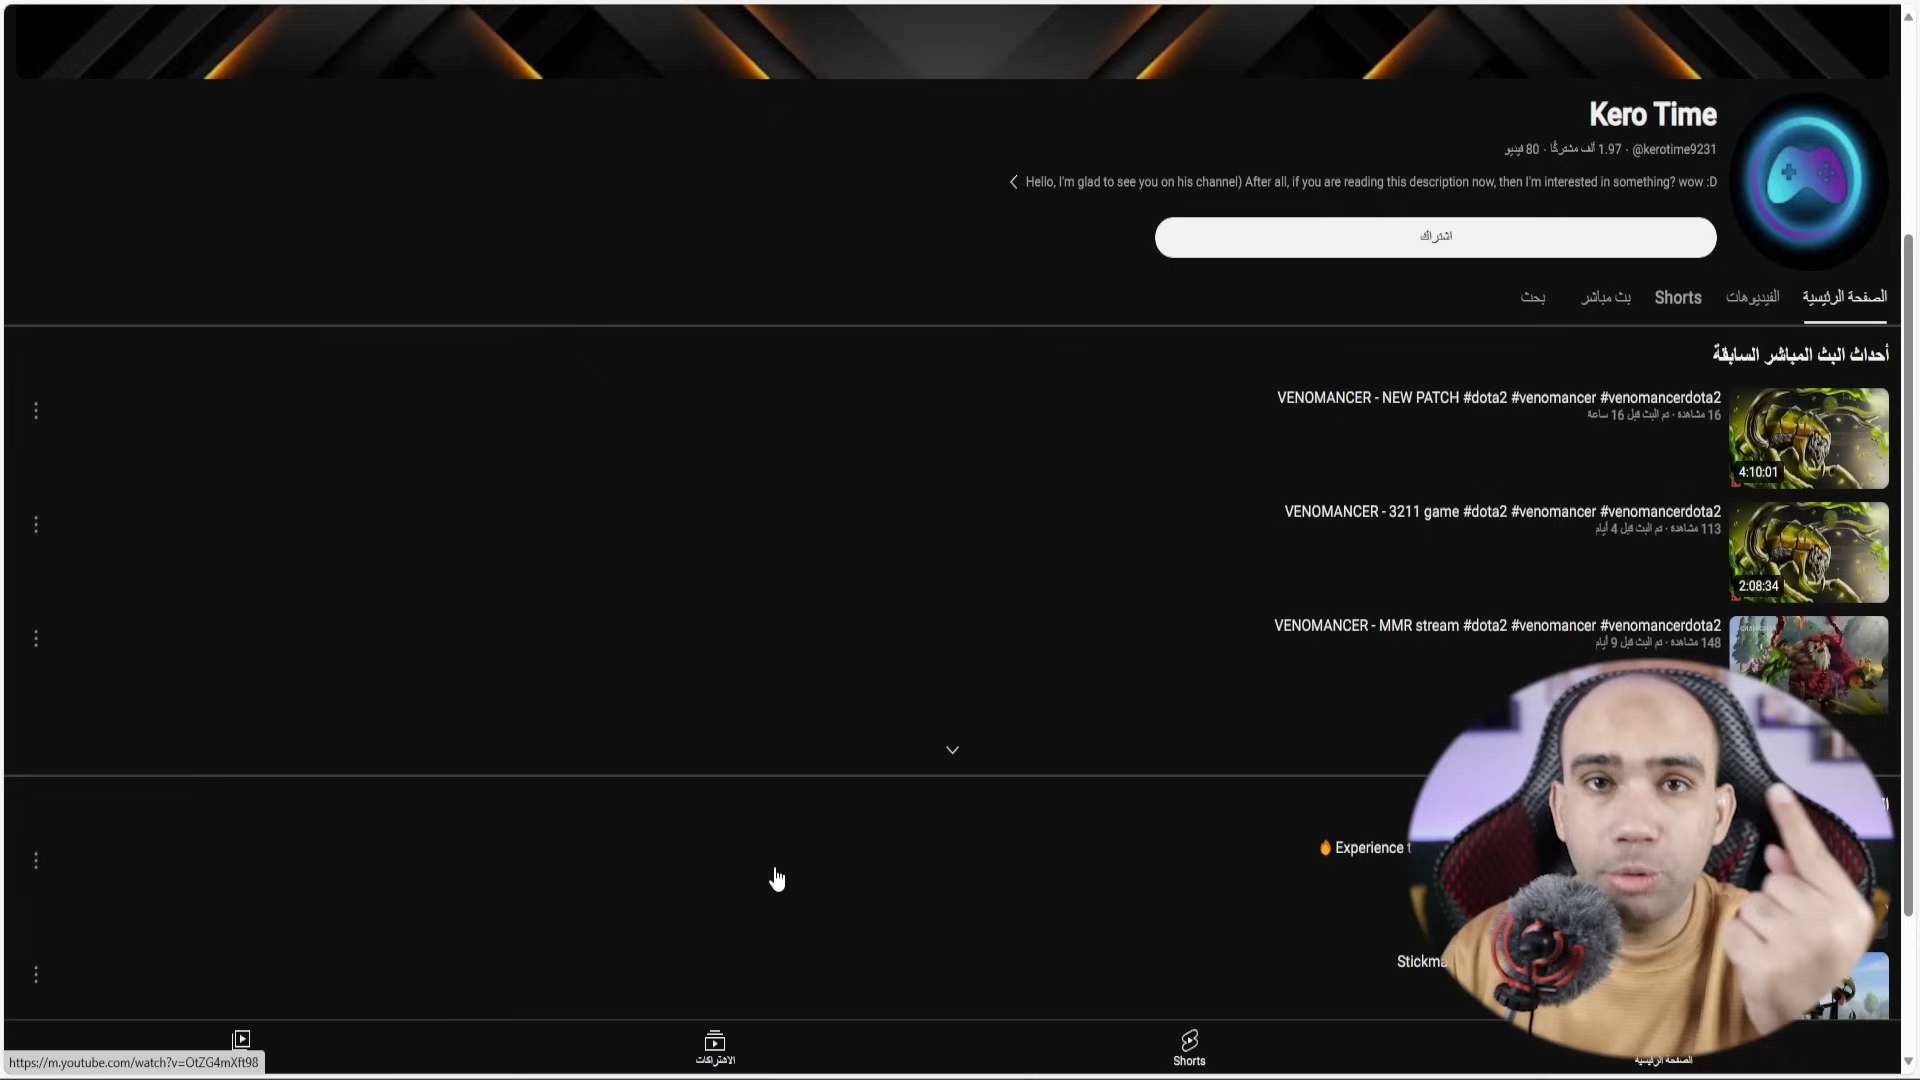 Kero Time
@kerotime9231 · 1.97 ألف مشتركًا · 80 فيديو
Hello, I'm glad to see you on his channel) After all, if you are reading this description now, then I'm interested in something? wow :D
اشتراك
الصفحة الرئيسية الفيديوهات Shorts بث مباشر بحث
أحداث البث المباشر السابقة
VENOMANCER - NEW PATCH #dota2 #venomancer #venomancerdota2
16 مشاهدة · تم البث قبل 16 ساعة
4:10:01
VENOMANCER - 3211 game #dota2 #venomancer #venomancerdota2
113 مشاهدة · تم البث قبل 4 أيام
2:08:34
VENOMANCER - MMR stream #dota2 #venomancer #venomancerdota2
148 مشاهدة · تم البث قبل 9 أيام
🔥 Experience t
Stickma
الصفحة الرئيسية
Shorts
الاشتراكات
https://m.youtube.com/watch?v=OtZG4mXft98